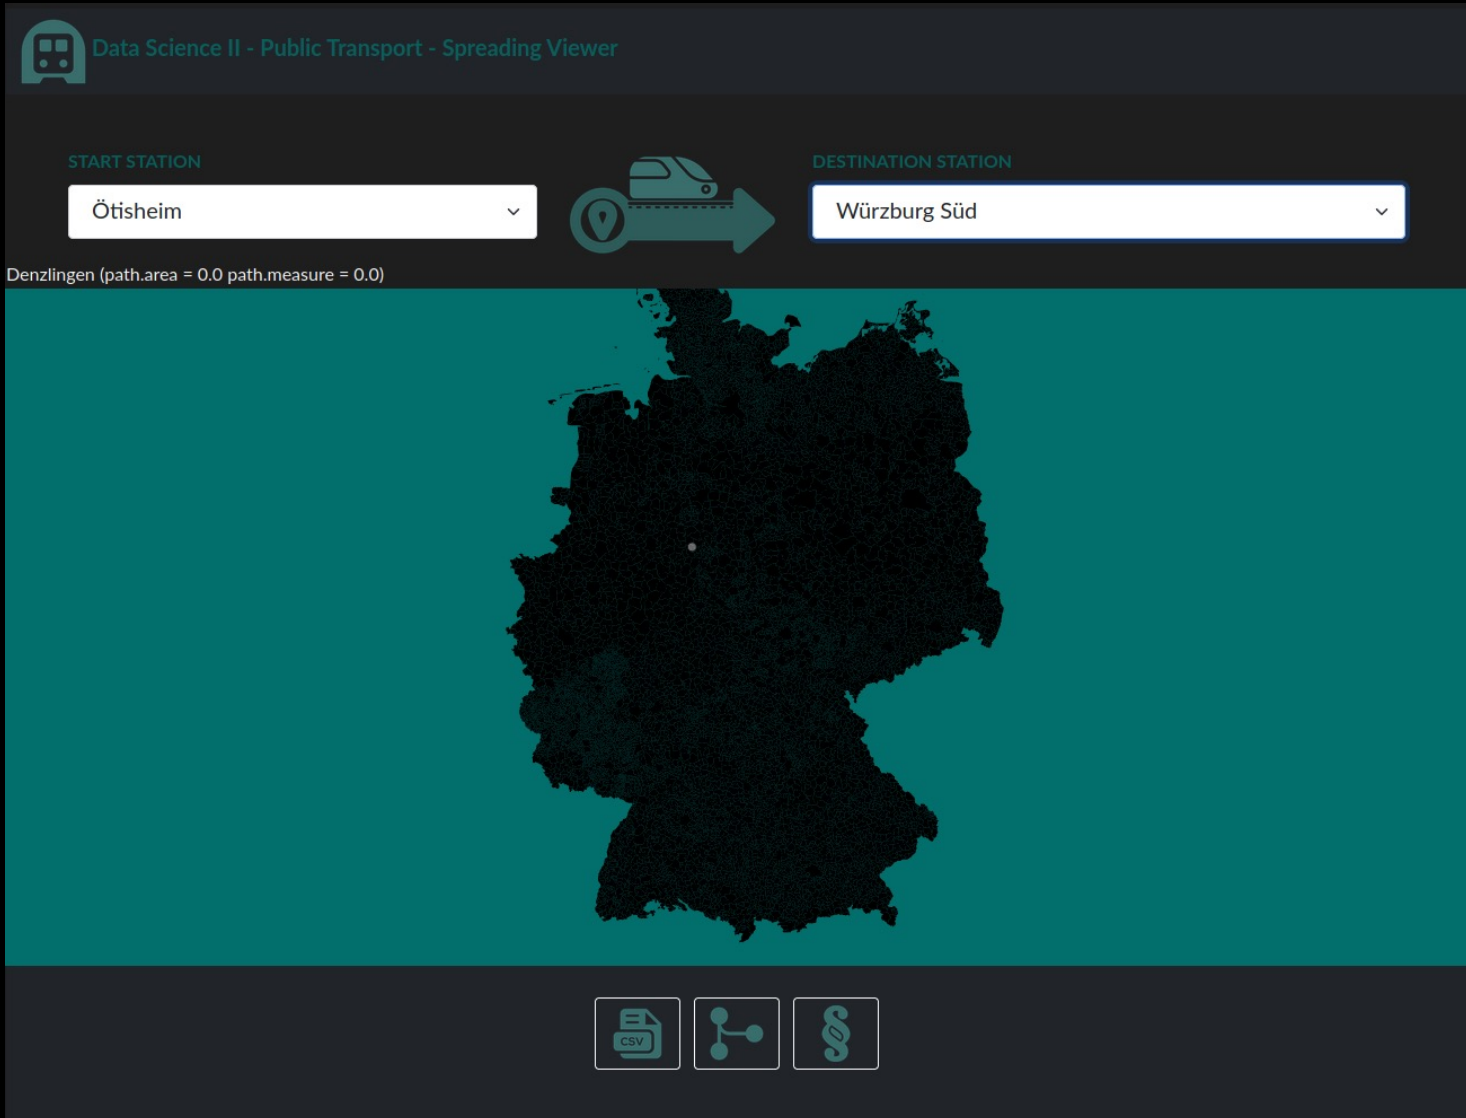 Data Science II - Public Transport - Spreading Viewer
START STATION
DESTINATION STATION
Ötisheim
Würzburg Süd
Denzlingen (path.area = 0.0 path.measure = 0.0)
CSV
§